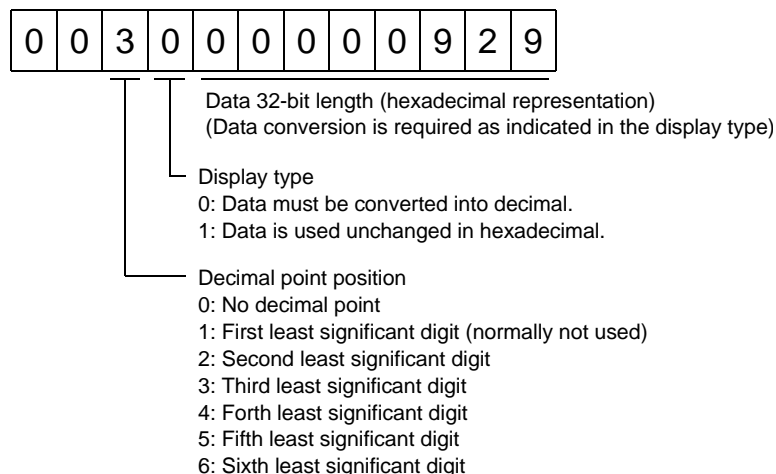 0 0 3 0 0 0 0 0 0 9 2 9
Data 32-bit length (hexadecimal representation)
(Data conversion is required as indicated in the display type)
Display type
0: Data must be converted into decimal.
1: Data is used unchanged in hexadecimal.
Decimal point position
0: No decimal point
1: First least significant digit (normally not used)
2: Second least significant digit
3: Third least significant digit
4: Forth least significant digit
5: Fifth least significant digit
6: Sixth least significant digit